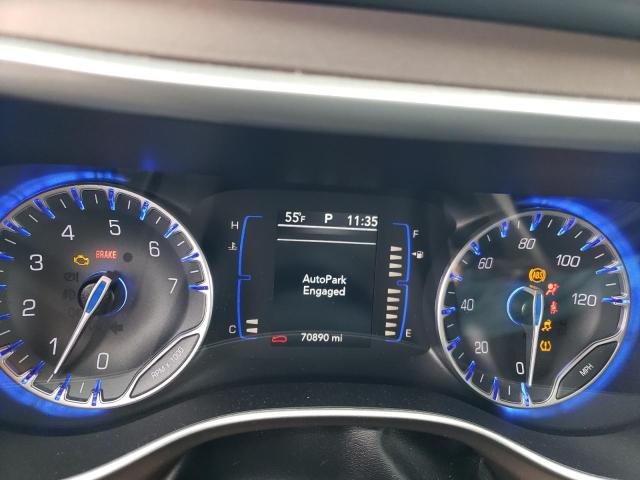 55°F P 11:35
AutoPark
Engaged
70890 mi
H
C
F
E
BRAKE
0
1
2
3
4
5
6
7
RPM x 1000
ABS
0
20
40
60
80
100
120
MPH